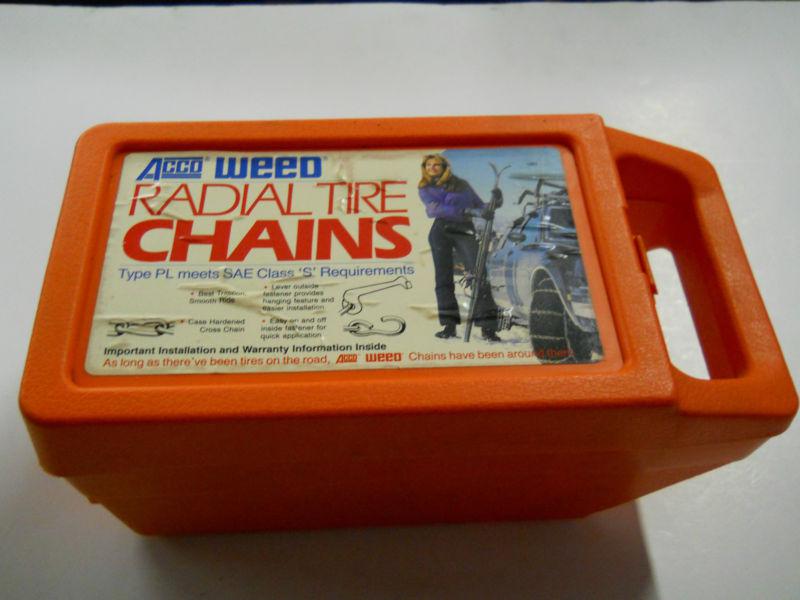 ACCO® WEED®
RADIAL TIRE
CHAINS
Type PL meets SAE Class 'S' Requirements
• Best Traction,
Smooth Ride
• Lever outside
fastener provides
hanging feature and
easier installation.
• Case Hardened
Cross Chain
• Easy on and off
inside fastener for
quick application.
Important Installation and Warranty Information Inside
As long as there've been tires on the road, ACCO® WEED® Chains have been around them.